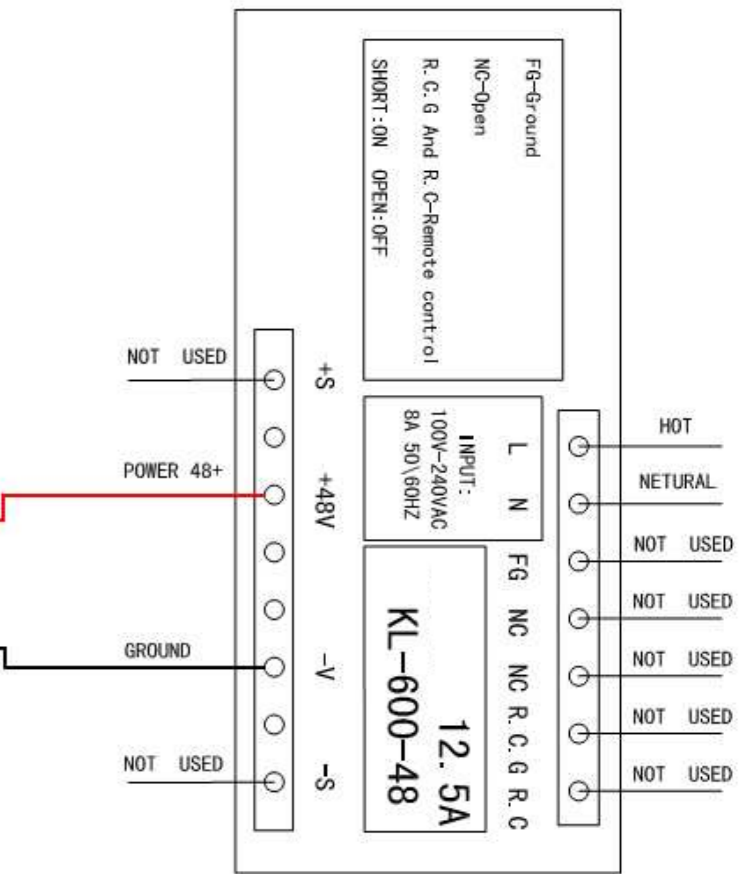 FG-Ground
NC-Open
R. C. G And R. C-Remote control
SHORT:ON OPEN:OFF
NOT USED
POWER 48+
GROUND
NOT USED
+S
+48V
-V
-S
INPUT:
100V-240VAC
8A 50\60HZ
12. 5A
KL-600-48
L
N
FG
NC
NC
R. C. G
R. C
HOT
NETURAL
NOT USED
NOT USED
NOT USED
NOT USED
NOT USED